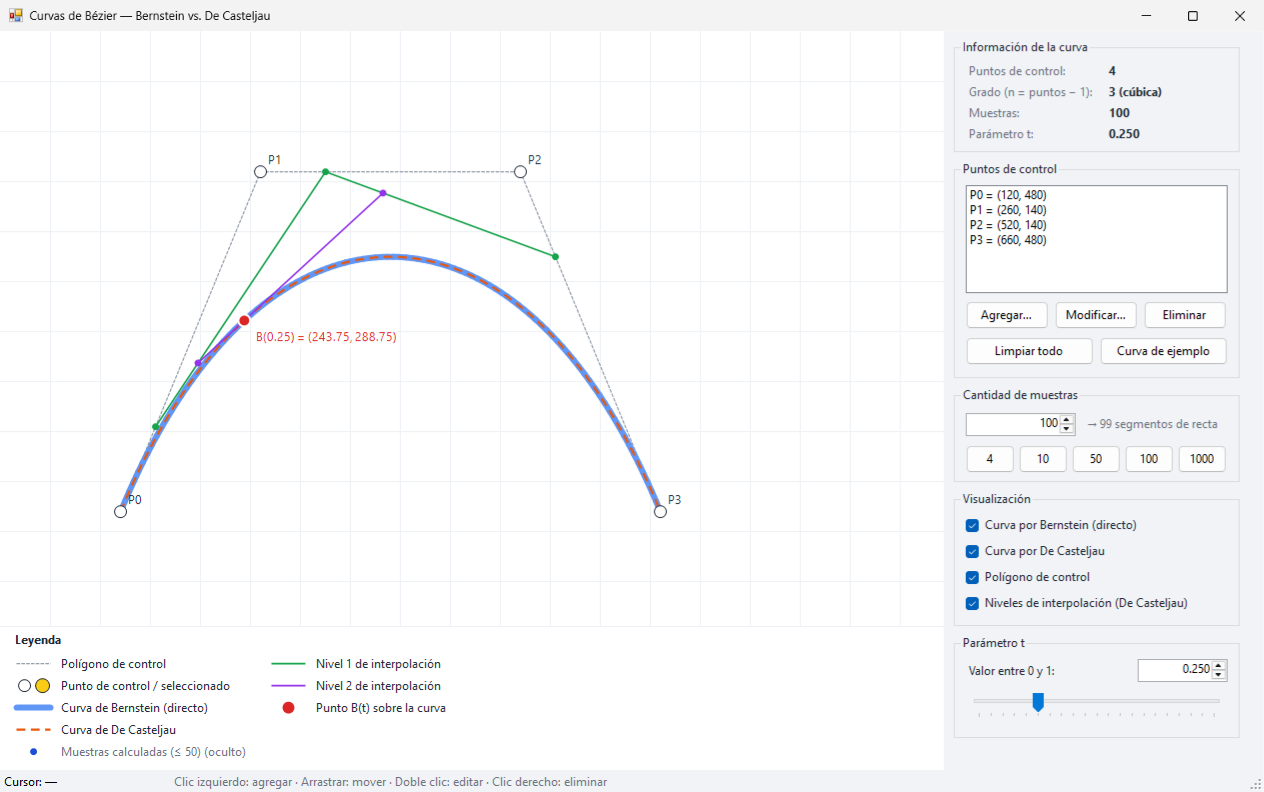 Curvas de Bézier — Bernstein vs. De Casteljau
P1
P2
B(0.25) = (243.75, 288.75)
P0
P3
Leyenda
Polígono de control
Punto de control / seleccionado
Curva de Bernstein (directo)
Curva de De Casteljau
Muestras calculadas (≤ 50) (oculto)
Nivel 1 de interpolación
Nivel 2 de interpolación
Punto B(t) sobre la curva
Información de la curva
Puntos de control: 4
Grado (n = puntos − 1): 3 (cúbica)
Muestras: 100
Parámetro t: 0.250
Puntos de control
P0 = (120, 480)
P1 = (260, 140)
P2 = (520, 140)
P3 = (660, 480)
Agregar... Modificar... Eliminar
Limpiar todo Curva de ejemplo
Cantidad de muestras
100 → 99 segmentos de recta
4 10 50 100 1000
Visualización
Curva por Bernstein (directo)
Curva por De Casteljau
Polígono de control
Niveles de interpolación (De Casteljau)
Parámetro t
Valor entre 0 y 1: 0.250
Cursor: — Clic izquierdo: agregar · Arrastrar: mover · Doble clic: editar · Clic derecho: eliminar